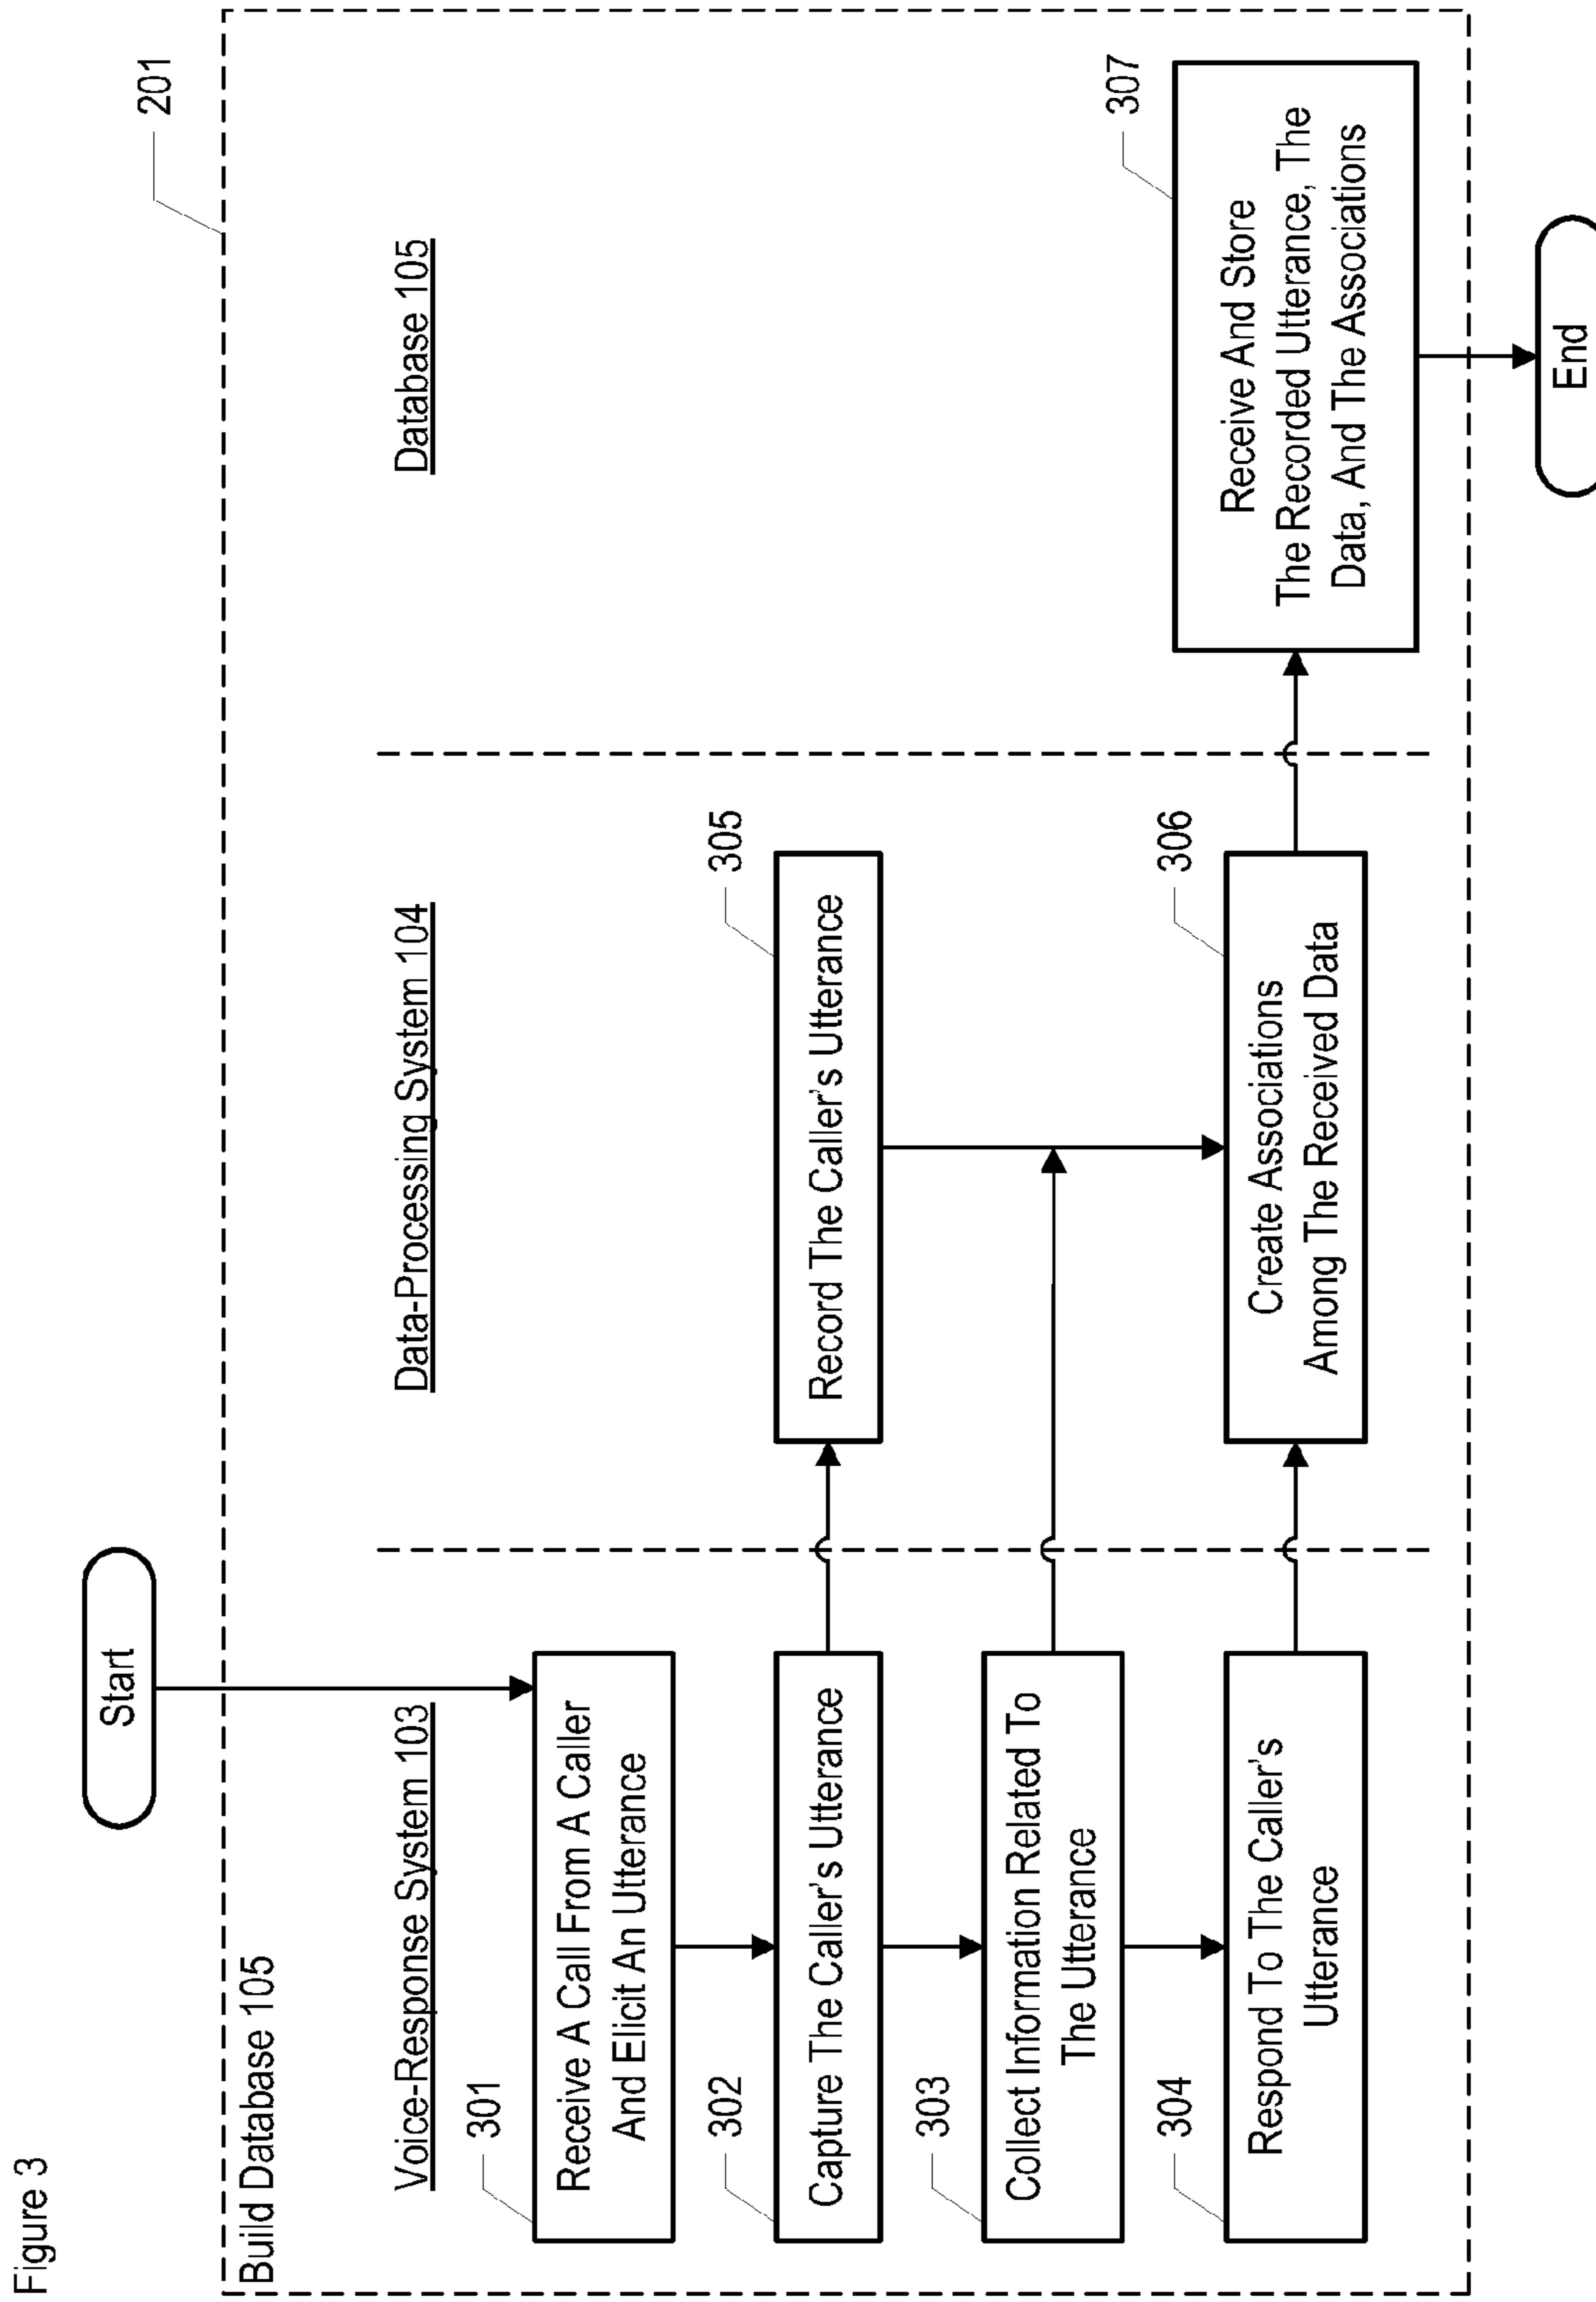 Figure 3
Start
201
Build Database 105
Voice-Response System 103
Data-Processing System 104
Database 105
301
Receive A Call From A Caller
And Elicit An Utterance
302
Capture The Caller's Utterance
305
Record The Caller's Utterance
303
Collect Information Related To
The Utterance
304
Respond To The Caller's
Utterance
306
Create Associations
Among The Received Data
307
Receive And Store
The Recorded Utterance, The
Data, And The Associations
End